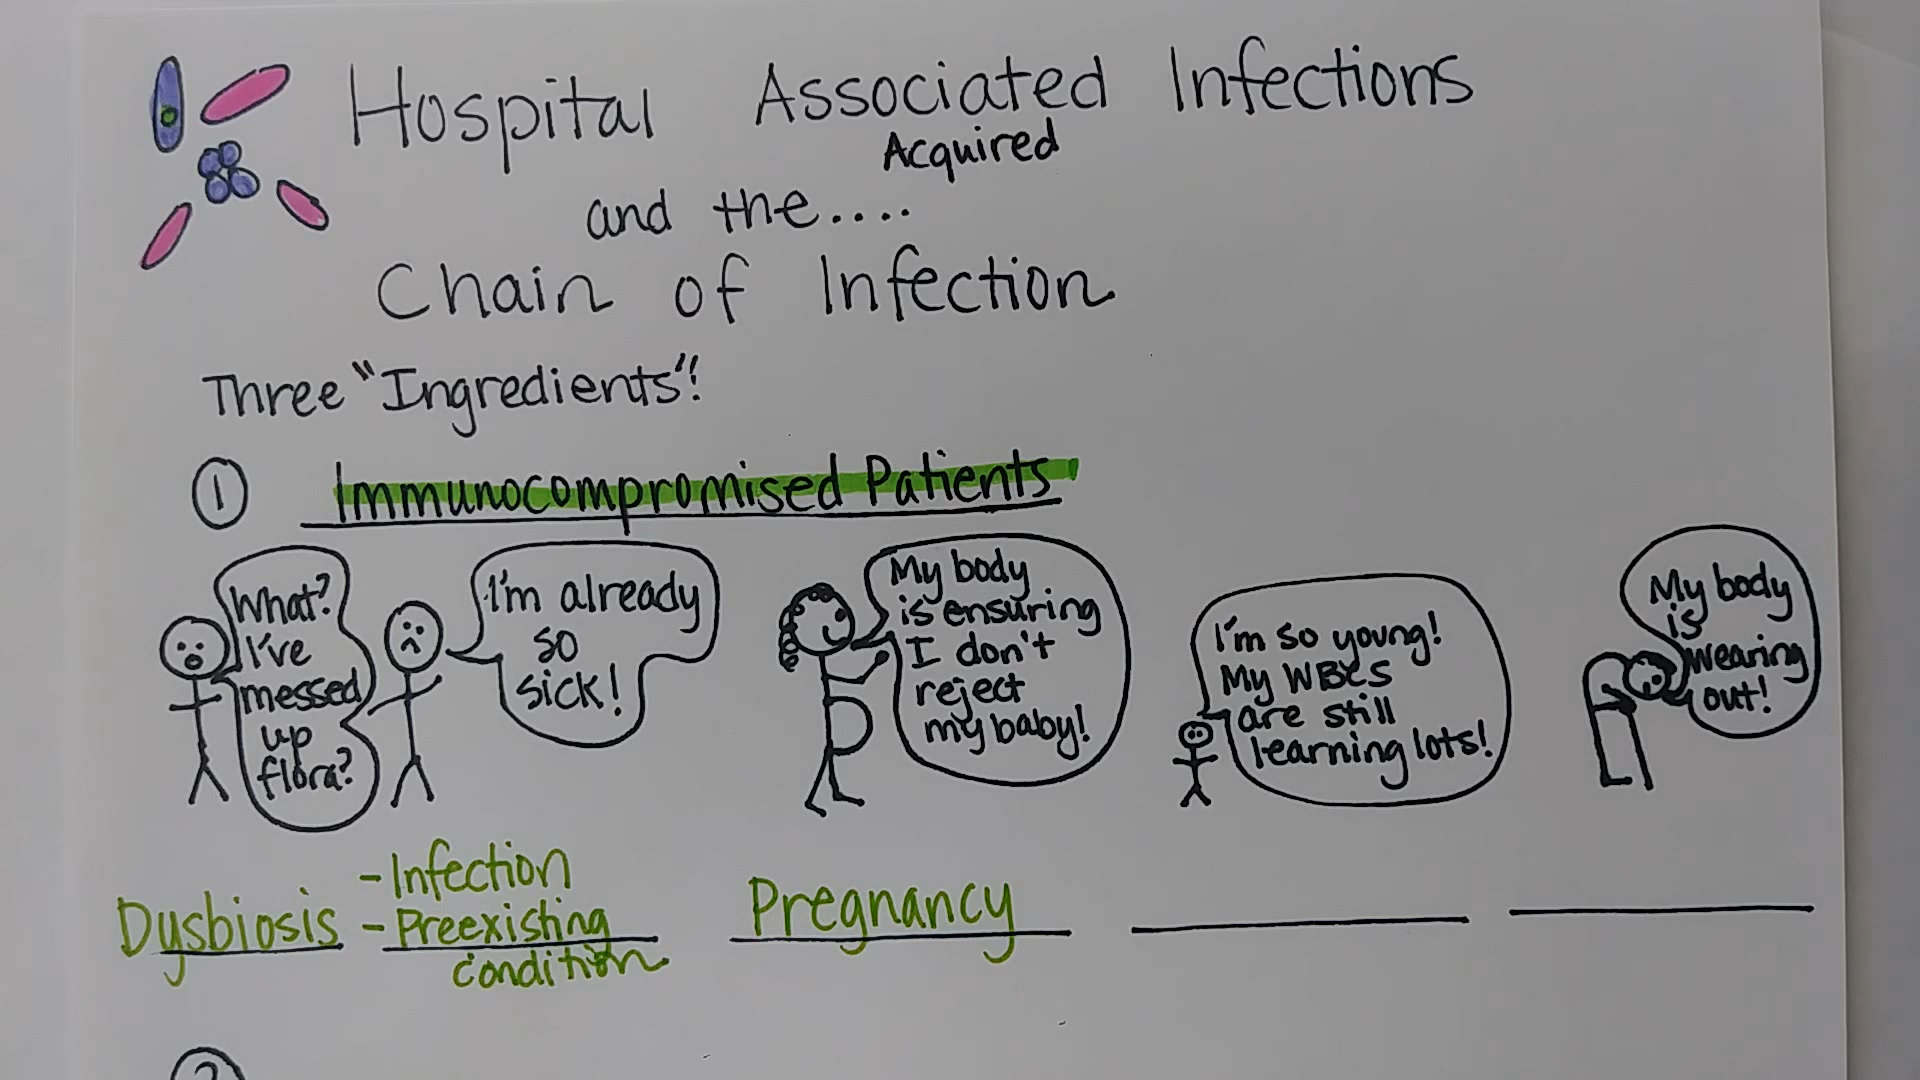 Hospital Associated Infections
Acquired
and the....
Chain of Infection
Three "Ingredients"!
1 Immunocompromised Patients
What?
I've
messed
up
flora?
I'm already
so
sick!
My body
is ensuring
I don't
reject
my baby!
I'm so young!
My WBCs
are still
learning lots!
My body
is
wearing
out!
Dysbiosis
- Infection
- Preexisting
condition
Pregnancy
2